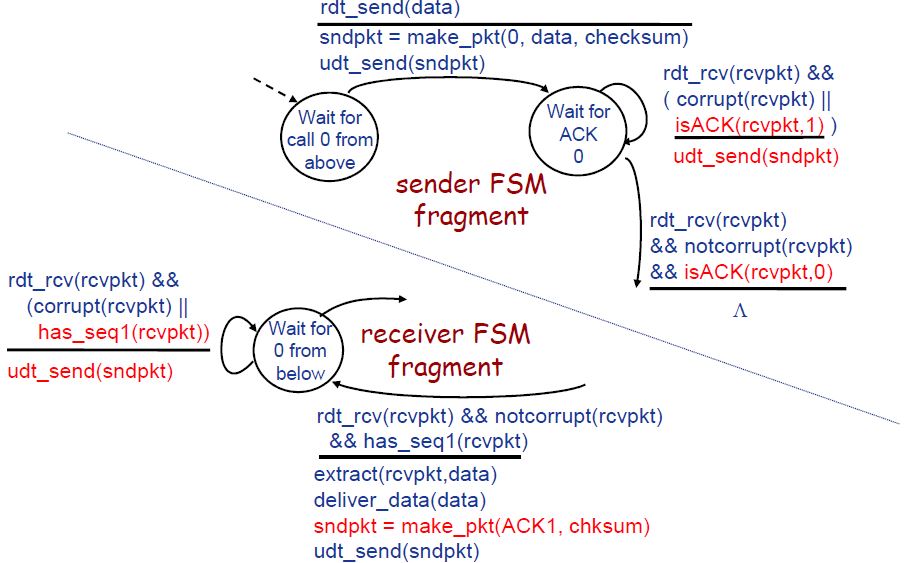 rdt_send(data)
sndpkt = make_pkt(0, data, checksum)
udt_send(sndpkt)
Wait for
call 0 from
above
Wait for
ACK
0
rdt_rcv(rcvpkt) &&
( corrupt(rcvpkt) ||
isACK(rcvpkt,1) )
udt_send(sndpkt)
sender FSM
fragment
rdt_rcv(rcvpkt)
&& notcorrupt(rcvpkt)
&& isACK(rcvpkt,0)
Λ
rdt_rcv(rcvpkt) &&
(corrupt(rcvpkt) ||
has_seq1(rcvpkt))
udt_send(sndpkt)
Wait for
0 from
below
receiver FSM
fragment
rdt_rcv(rcvpkt) && notcorrupt(rcvpkt)
&& has_seq1(rcvpkt)
extract(rcvpkt,data)
deliver_data(data)
sndpkt = make_pkt(ACK1, chksum)
udt_send(sndpkt)